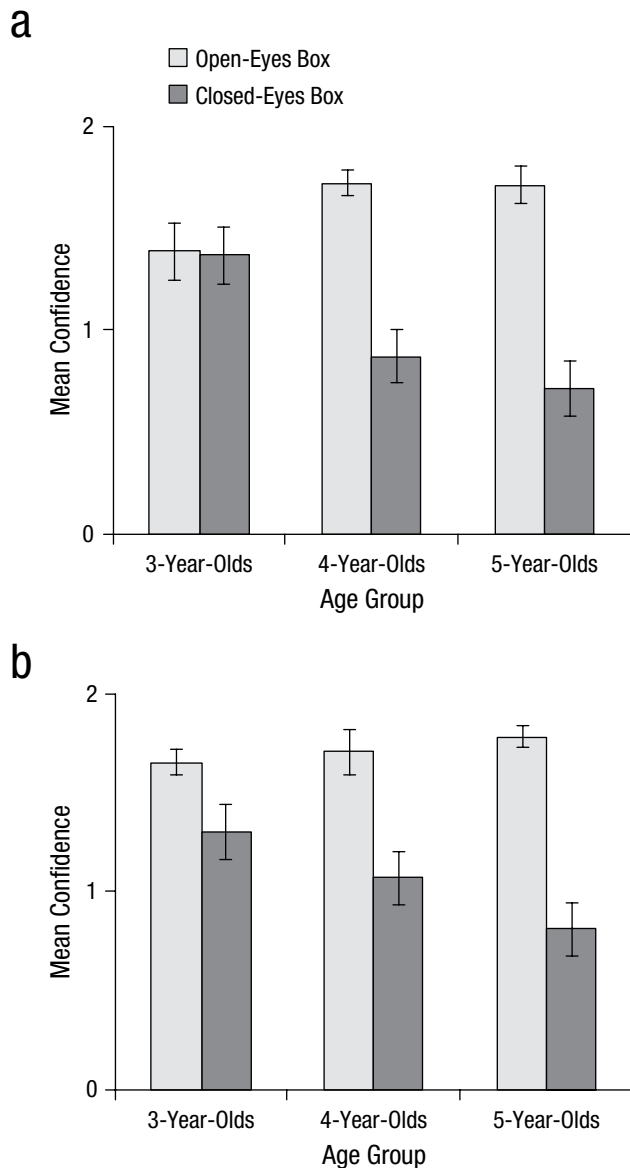 a
Open-Eyes Box
Closed-Eyes Box
2
1
0
Mean Confidence
3-Year-Olds 4-Year-Olds 5-Year-Olds
Age Group
b
2
1
0
Mean Confidence
3-Year-Olds 4-Year-Olds 5-Year-Olds
Age Group